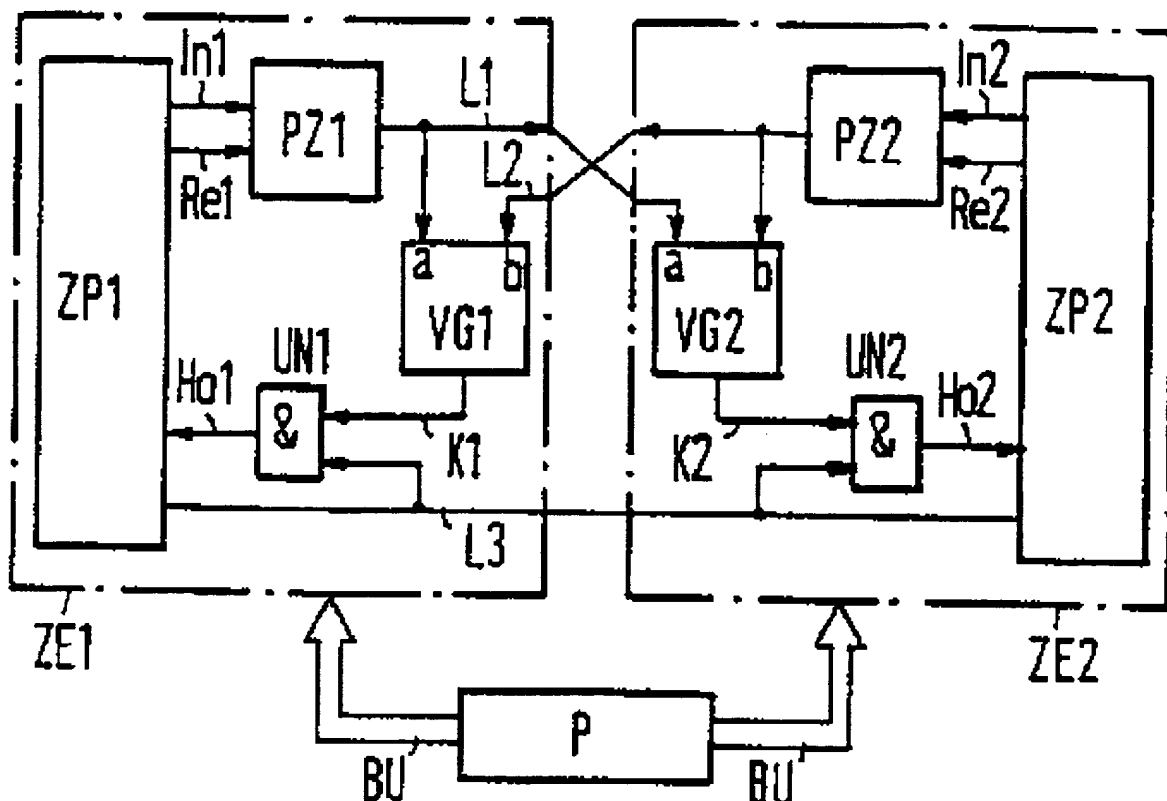 In1
L1
In2
PZ1
PZ2
L2
Re1
Re2
a
b
a
b
ZP1
ZP2
VG1
VG2
UN1
UN2
Ho1
Ho2
&
&
K1
K2
L3
ZE1
ZE2
P
BU
BU